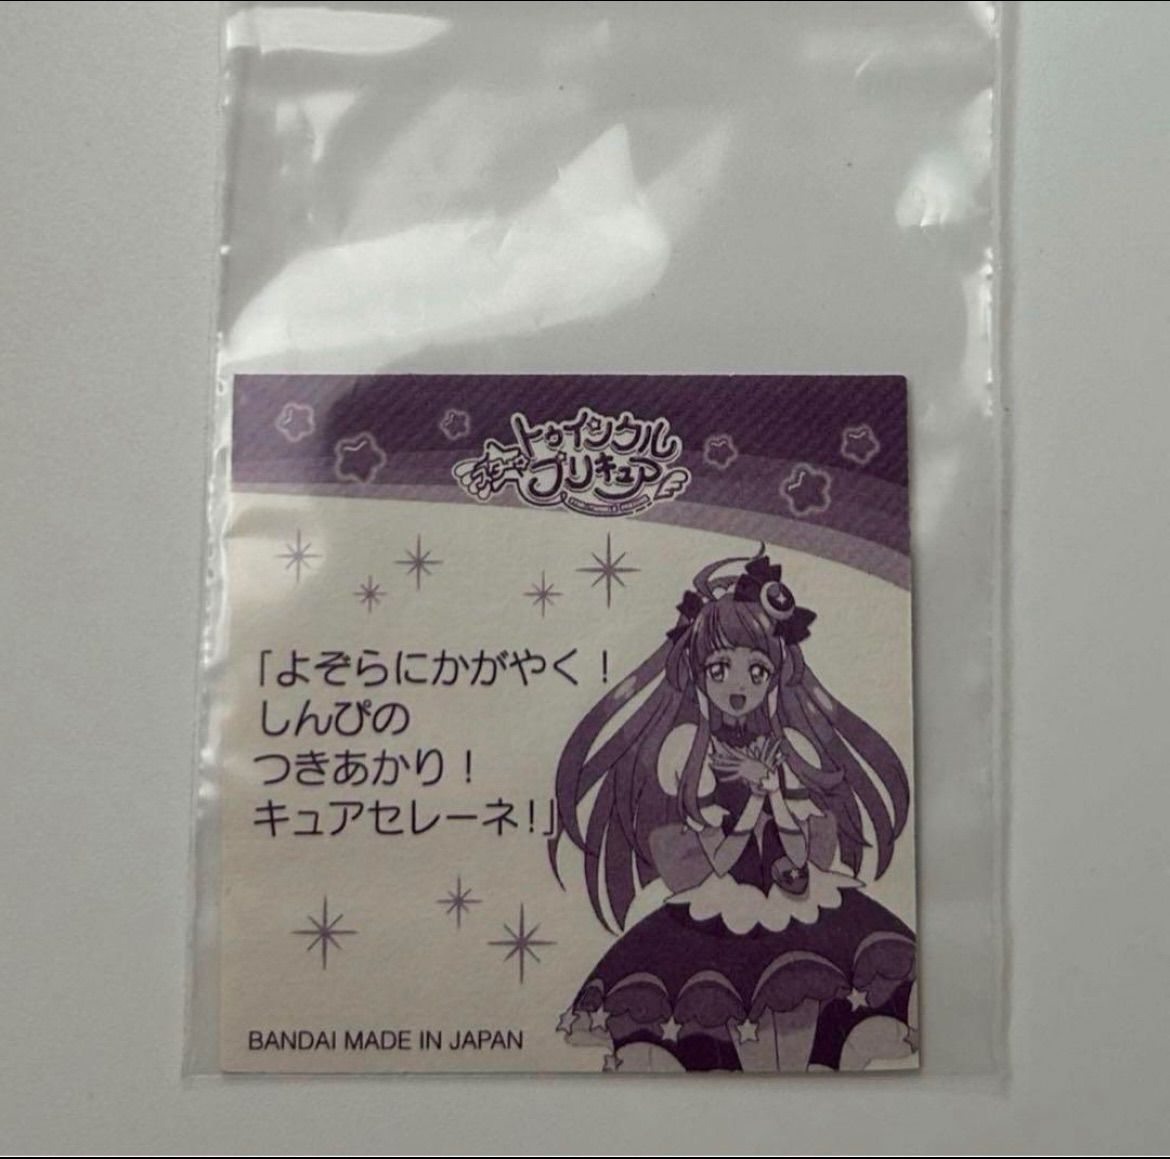 スター
トゥインクル
プリキュア
「よぞらにかがやく！
しんぴの
つきあかり！
キュアセレーネ!」
BANDAI MADE IN JAPAN